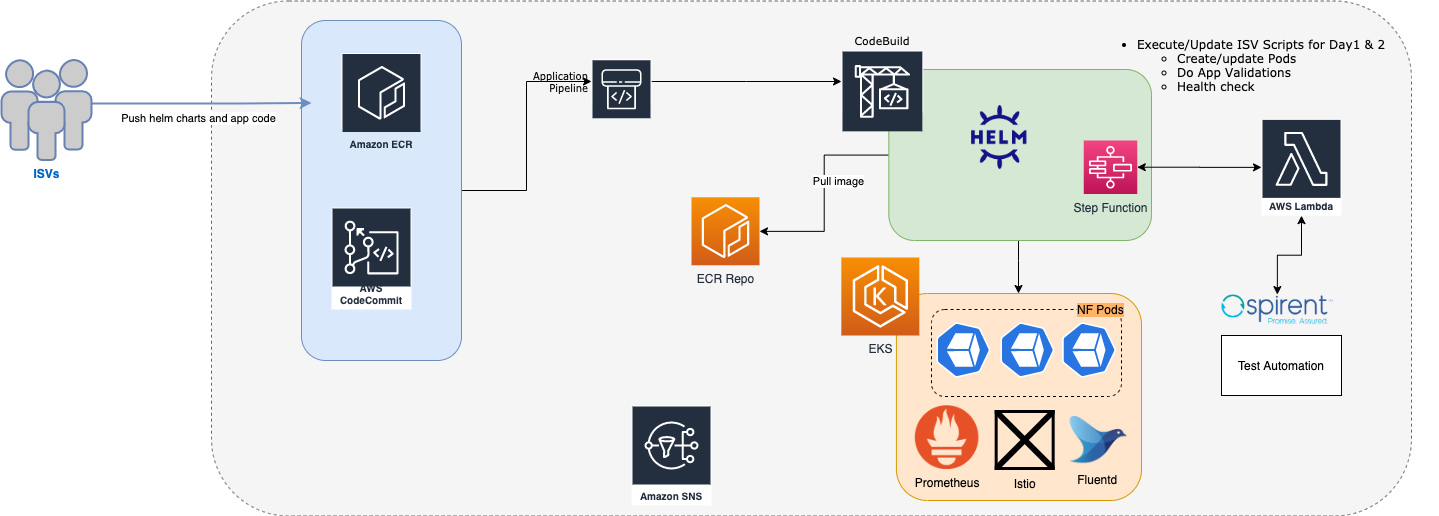 CodeBuild
Execute/Update ISV Scripts for Day1 & 2
Create/update Pods
Do App Validations
Health check
Application
Pipeline
Push helm charts and app code
Amazon ECR
HELM
ISVs
Pull image
Step Function
AWS Lambda
ECR Repo
AWS
CodeCommit
spirent™
Promise. Assured.
NF Pods
EKS
Test Automation
Prometheus
Istio
Fluentd
Amazon SNS